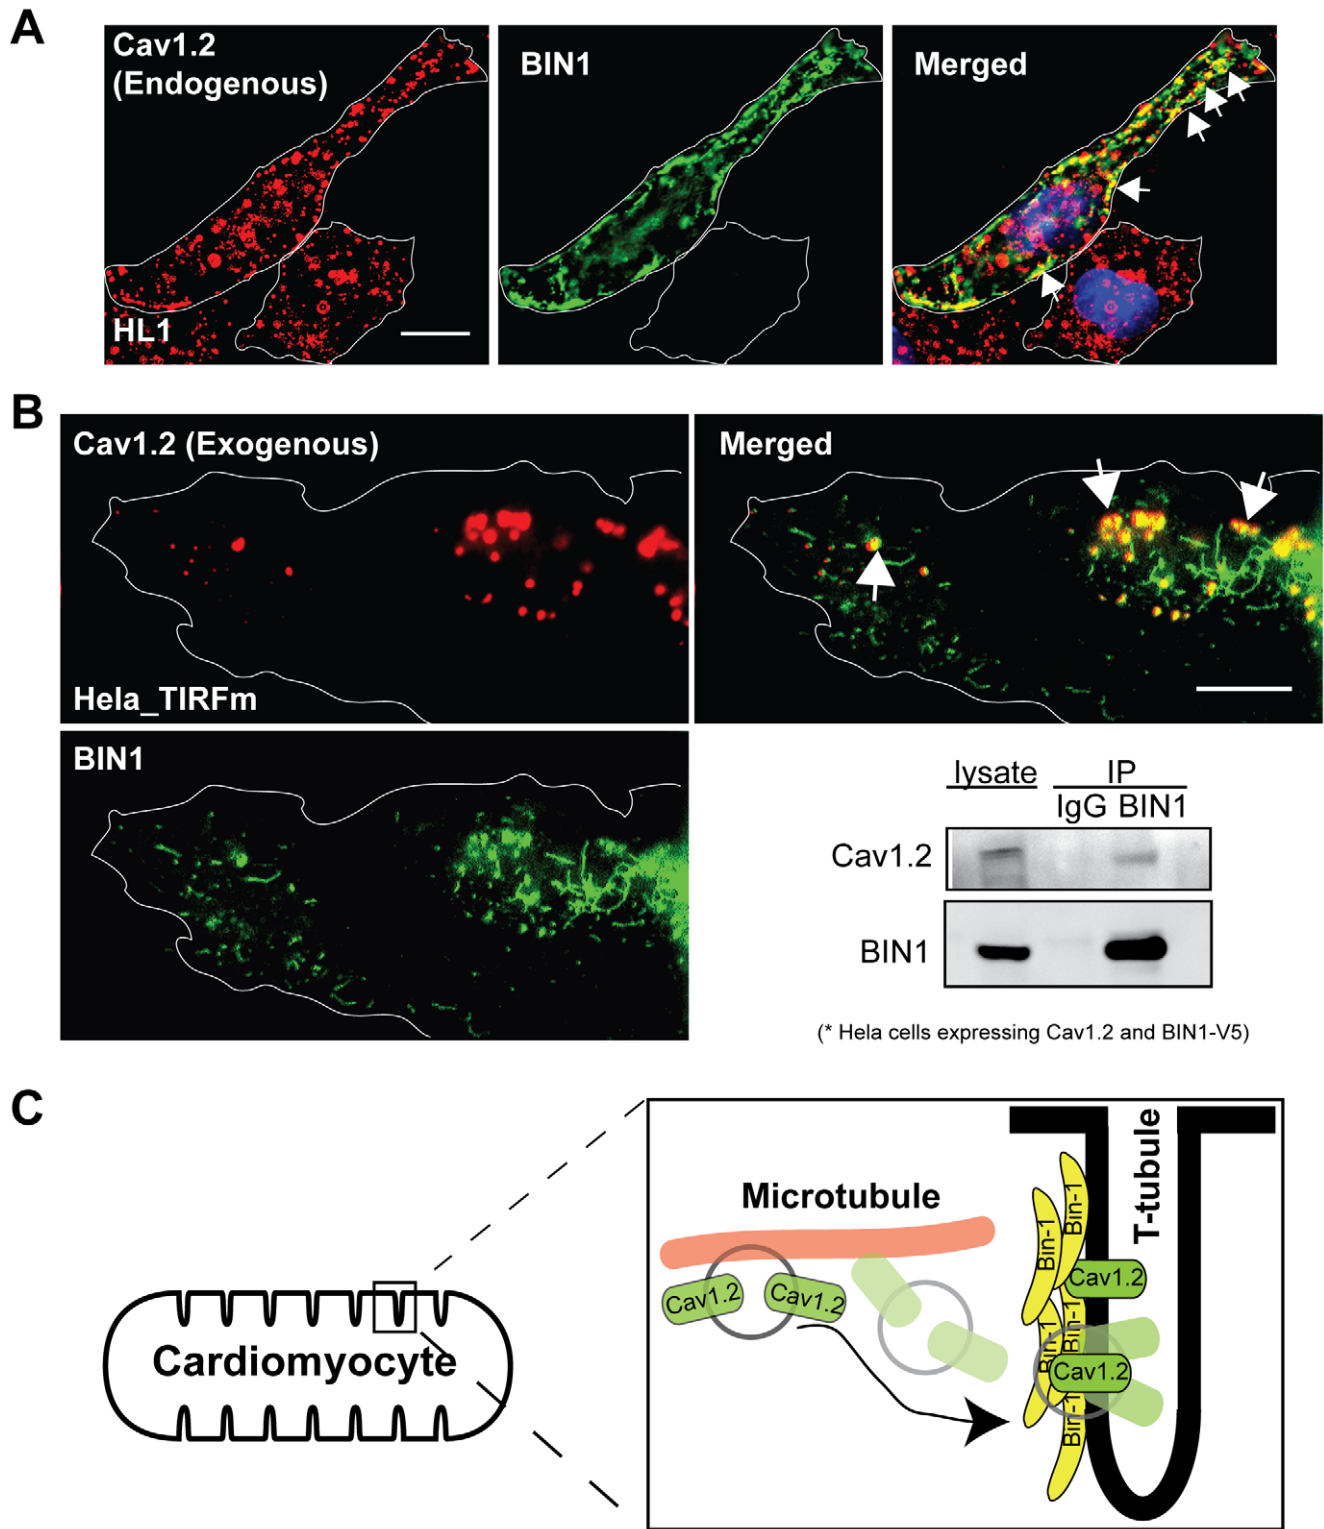 A
Cav1.2
(Endogenous)
HL1
BIN1
Merged
B
Cav1.2 (Exogenous)
Hela_TIRFm
Merged
BIN1
lysate
IP
IgG BIN1
Cav1.2
BIN1
(* Hela cells expressing Cav1.2 and BIN1-V5)
C
Cardiomyocyte
Microtubule
T-tubule
Cav1.2
Cav1.2
Bin-1
Bin-1
Cav1.2
Bin-1
Bin-1
Cav1.2
Bin-1